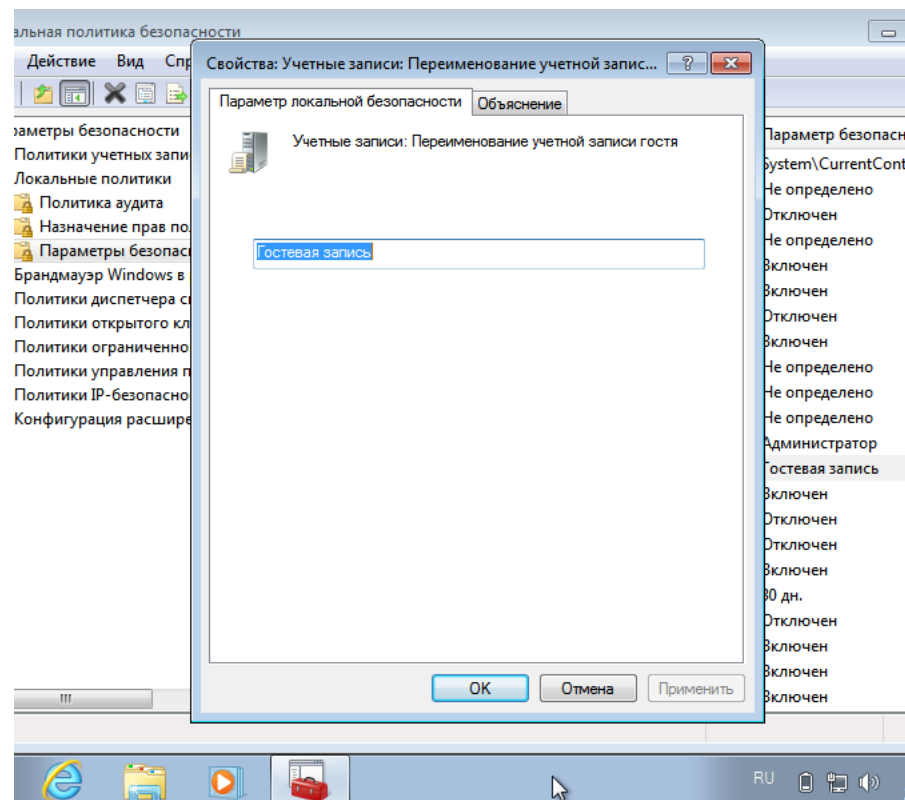 альная политика безопасности
Действие Вид Спр
Свойства: Учетные записи: Переименование учетной запис...
Параметр локальной безопасности
Объяснение
Учетные записи: Переименование учетной записи гостя
Гостевая запись
OK
Отмена
Применить
раметры безопасности
Политики учетных запи
Локальные политики
Политика аудита
Назначение прав по
Параметры безопас
Брандмауэр Windows в
Политики диспетчера с
Политики открытого кл
Политики ограниченно
Политики управления п
Политики IP-безопасно
Конфигурация расшире
Параметр безопасн
System\CurrentCont
Не определено
Отключен
Не определено
Включен
Включен
Отключен
Включен
Не определено
Не определено
Не определено
Администратор
Гостевая запись
Включен
Отключен
Отключен
Включен
30 дн.
Отключен
Включен
Включен
Включен
RU